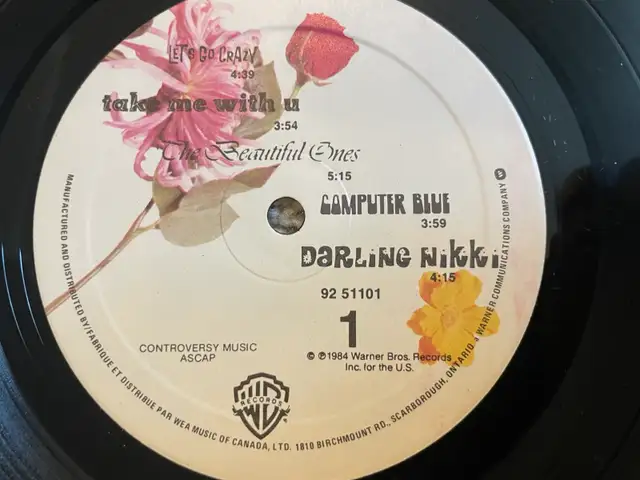 LET'S GO CRAZY
4:39
take me with u
3:54
The Beautiful Ones
5:15
COMPUTER BLUE
3:59
DARLING NIKKI
4:15
92 51101
1
CONTROVERSY MUSIC
ASCAP
© ℗1984 Warner Bros. Records
Inc. for the U.S.
WB
RECORDS
MANUFACTURED AND DISTRIBUTED BY/FABRIQUE ET DISTRIBUE PAR WEA MUSIC OF CANADA, LTD. 1810 BIRCHMOUNT RD., SCARBOROUGH, ONTARIO. A WARNER COMMUNICATIONS COMPANY